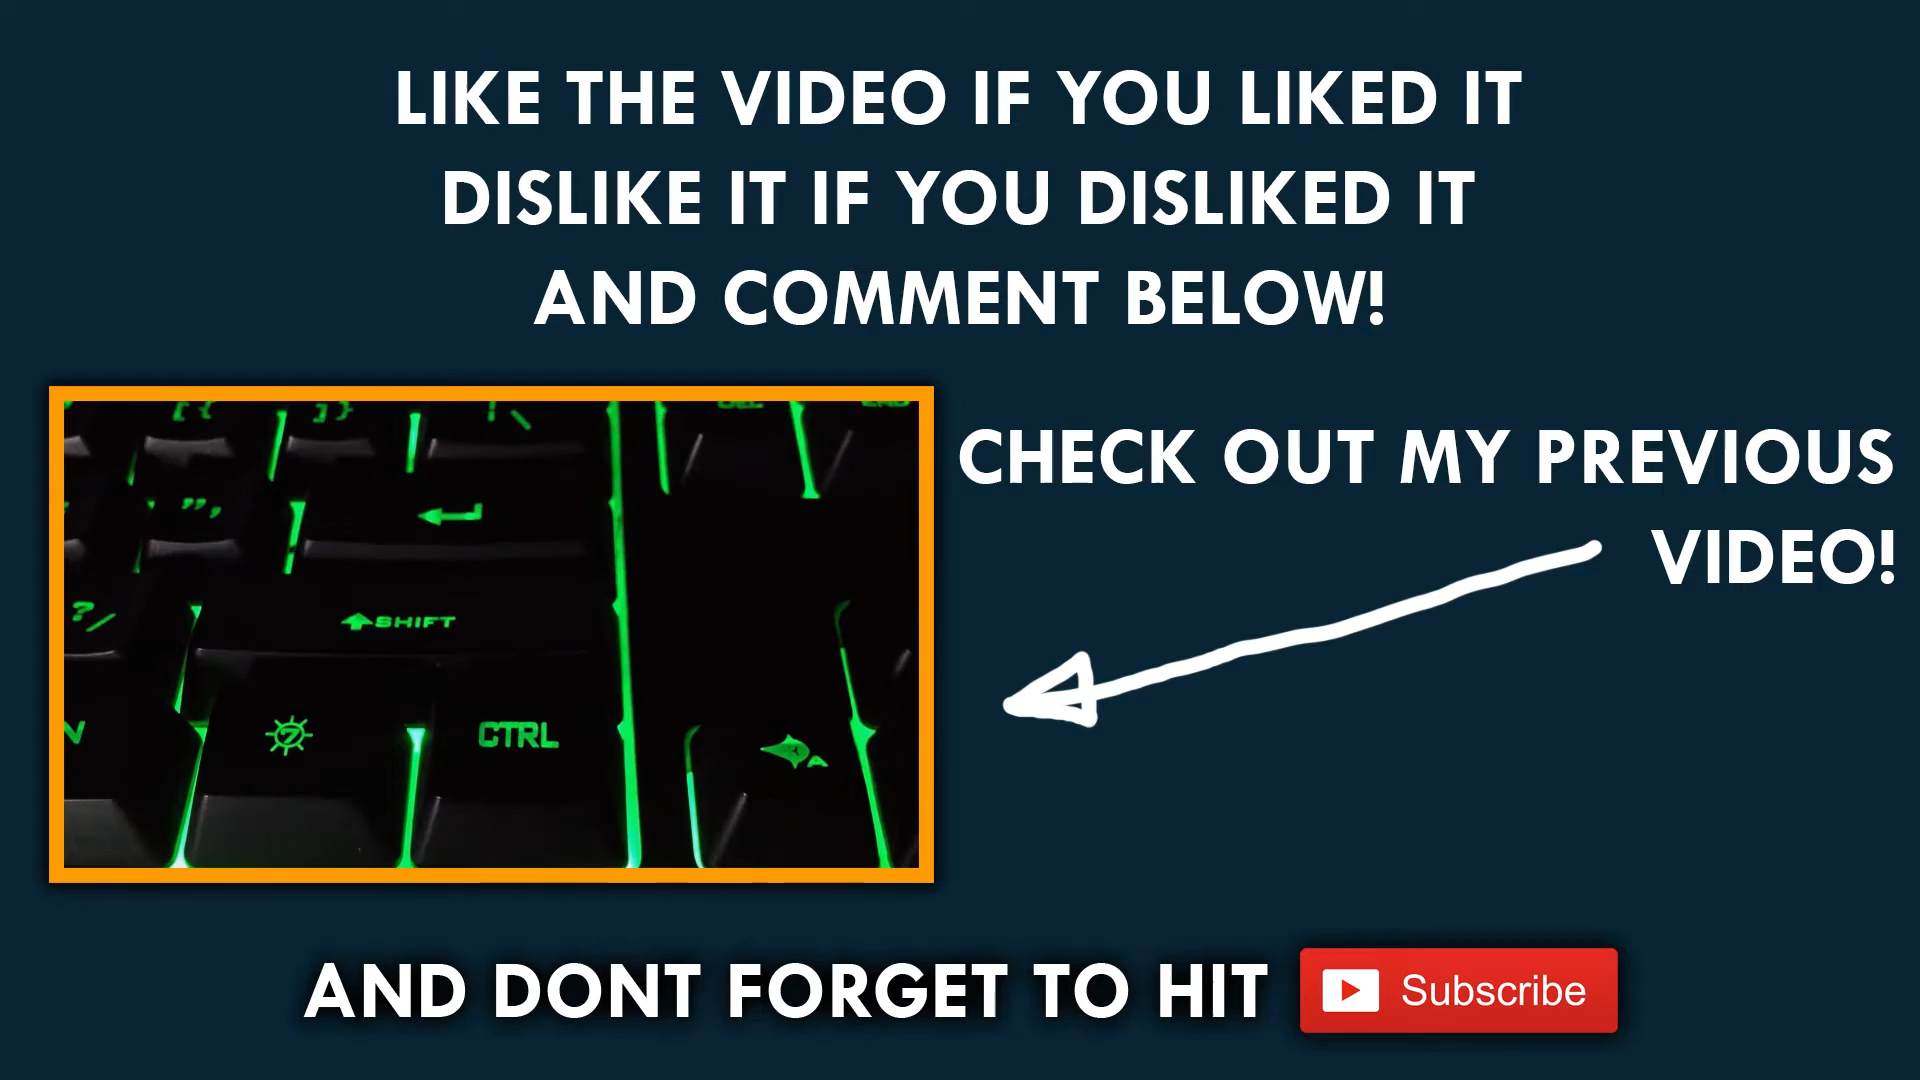 LIKE THE VIDEO IF YOU LIKED IT
DISLIKE IT IF YOU DISLIKED IT
AND COMMENT BELOW!
[{ ]} |\
",
?/
SHIFT
CTRL
A
CHECK OUT MY PREVIOUS
VIDEO!
AND DONT FORGET TO HIT
Subscribe